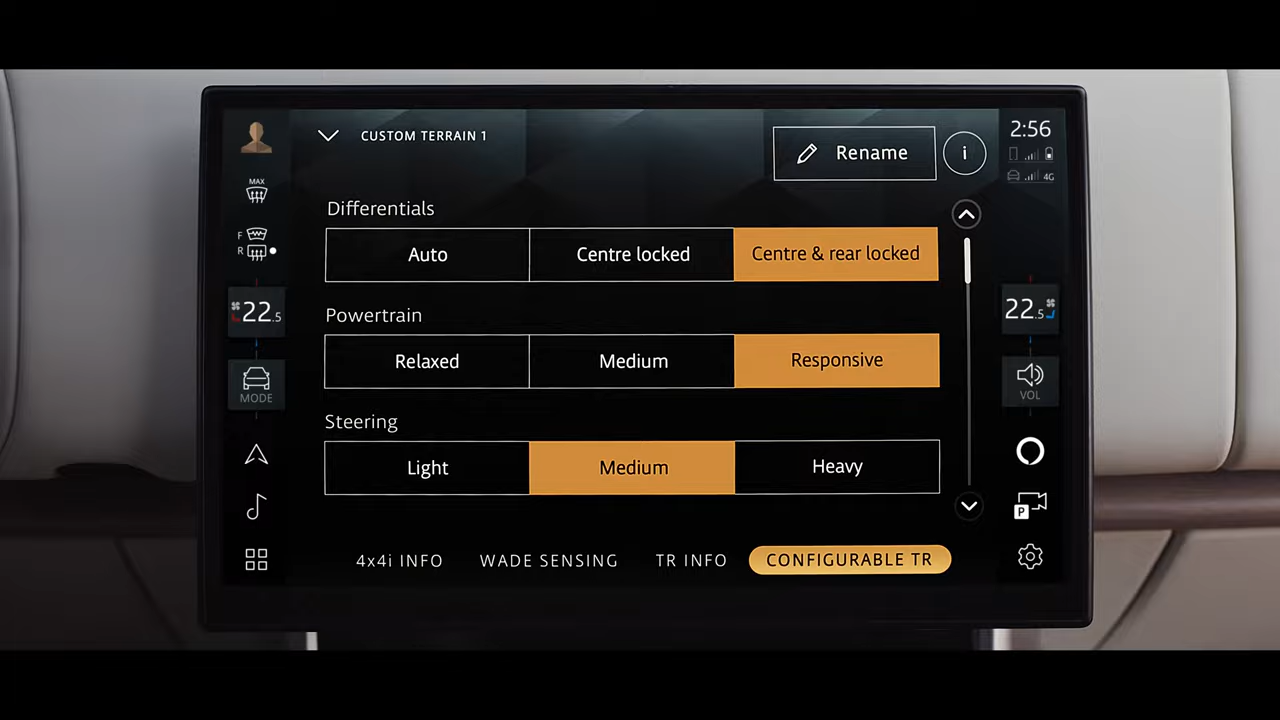 CUSTOM TERRAIN 1
Rename
i
2:56
4G
MAX
F
R
Differentials
Auto
Centre locked
Centre & rear locked
22.5
22.5
Powertrain
Relaxed
Medium
Responsive
MODE
VOL
Steering
Light
Medium
Heavy
P
4x4i INFO
WADE SENSING
TR INFO
CONFIGURABLE TR